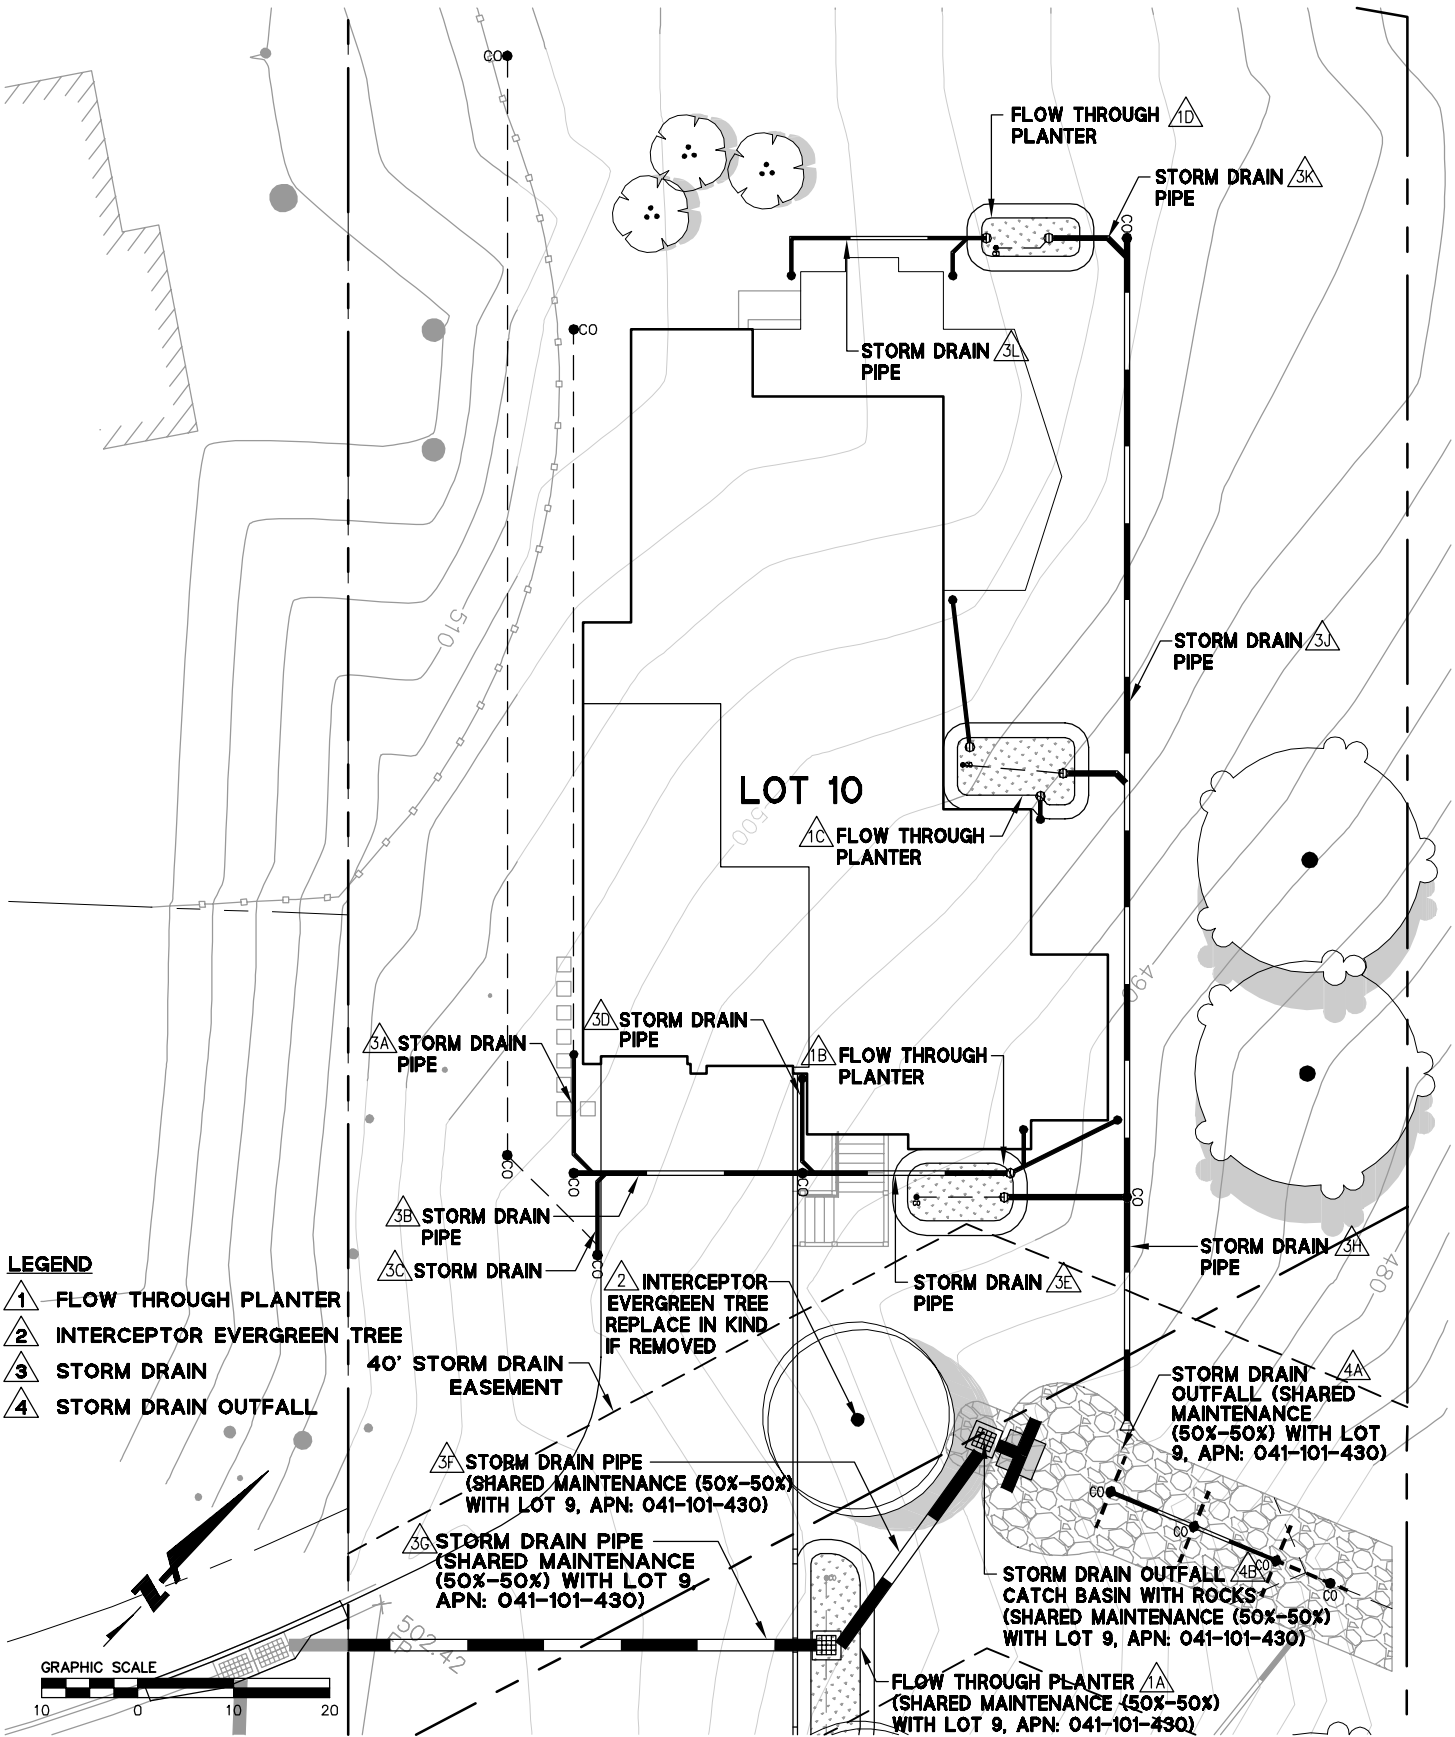 CO
FLOW THROUGH 1D
PLANTER
STORM DRAIN 3K
PIPE
CO
CO
STORM DRAIN 3L
PIPE
510
STORM DRAIN 3J
PIPE
LOT 10
500
1C FLOW THROUGH
PLANTER
490
3D STORM DRAIN
PIPE
3A STORM DRAIN
PIPE
1B FLOW THROUGH
PLANTER
CO
CO
CO
CO
3B STORM DRAIN
PIPE
3C STORM DRAIN
CO
STORM DRAIN 3H
PIPE
480
2 INTERCEPTOR
EVERGREEN TREE
REPLACE IN KIND
IF REMOVED
STORM DRAIN 3E
PIPE
LEGEND
1 FLOW THROUGH PLANTER
2 INTERCEPTOR EVERGREEN TREE
3 STORM DRAIN
4 STORM DRAIN OUTFALL
40' STORM DRAIN
EASEMENT
STORM DRAIN 4A
OUTFALL (SHARED
MAINTENANCE
(50%-50%) WITH LOT
9, APN: 041-101-430)
3F STORM DRAIN PIPE
(SHARED MAINTENANCE (50%-50%)
WITH LOT 9, APN: 041-101-430)
3G STORM DRAIN PIPE
(SHARED MAINTENANCE
(50%-50%) WITH LOT 9,
APN: 041-101-430)
CO
CO
CO
CO
STORM DRAIN OUTFALL 4B
CATCH BASIN WITH ROCKS
(SHARED MAINTENANCE (50%-50%)
WITH LOT 9, APN: 041-101-430)
N
502.42
GRAPHIC SCALE
10 0 10 20
FLOW THROUGH PLANTER 1A
(SHARED MAINTENANCE (50%-50%)
WITH LOT 9, APN: 041-101-430)